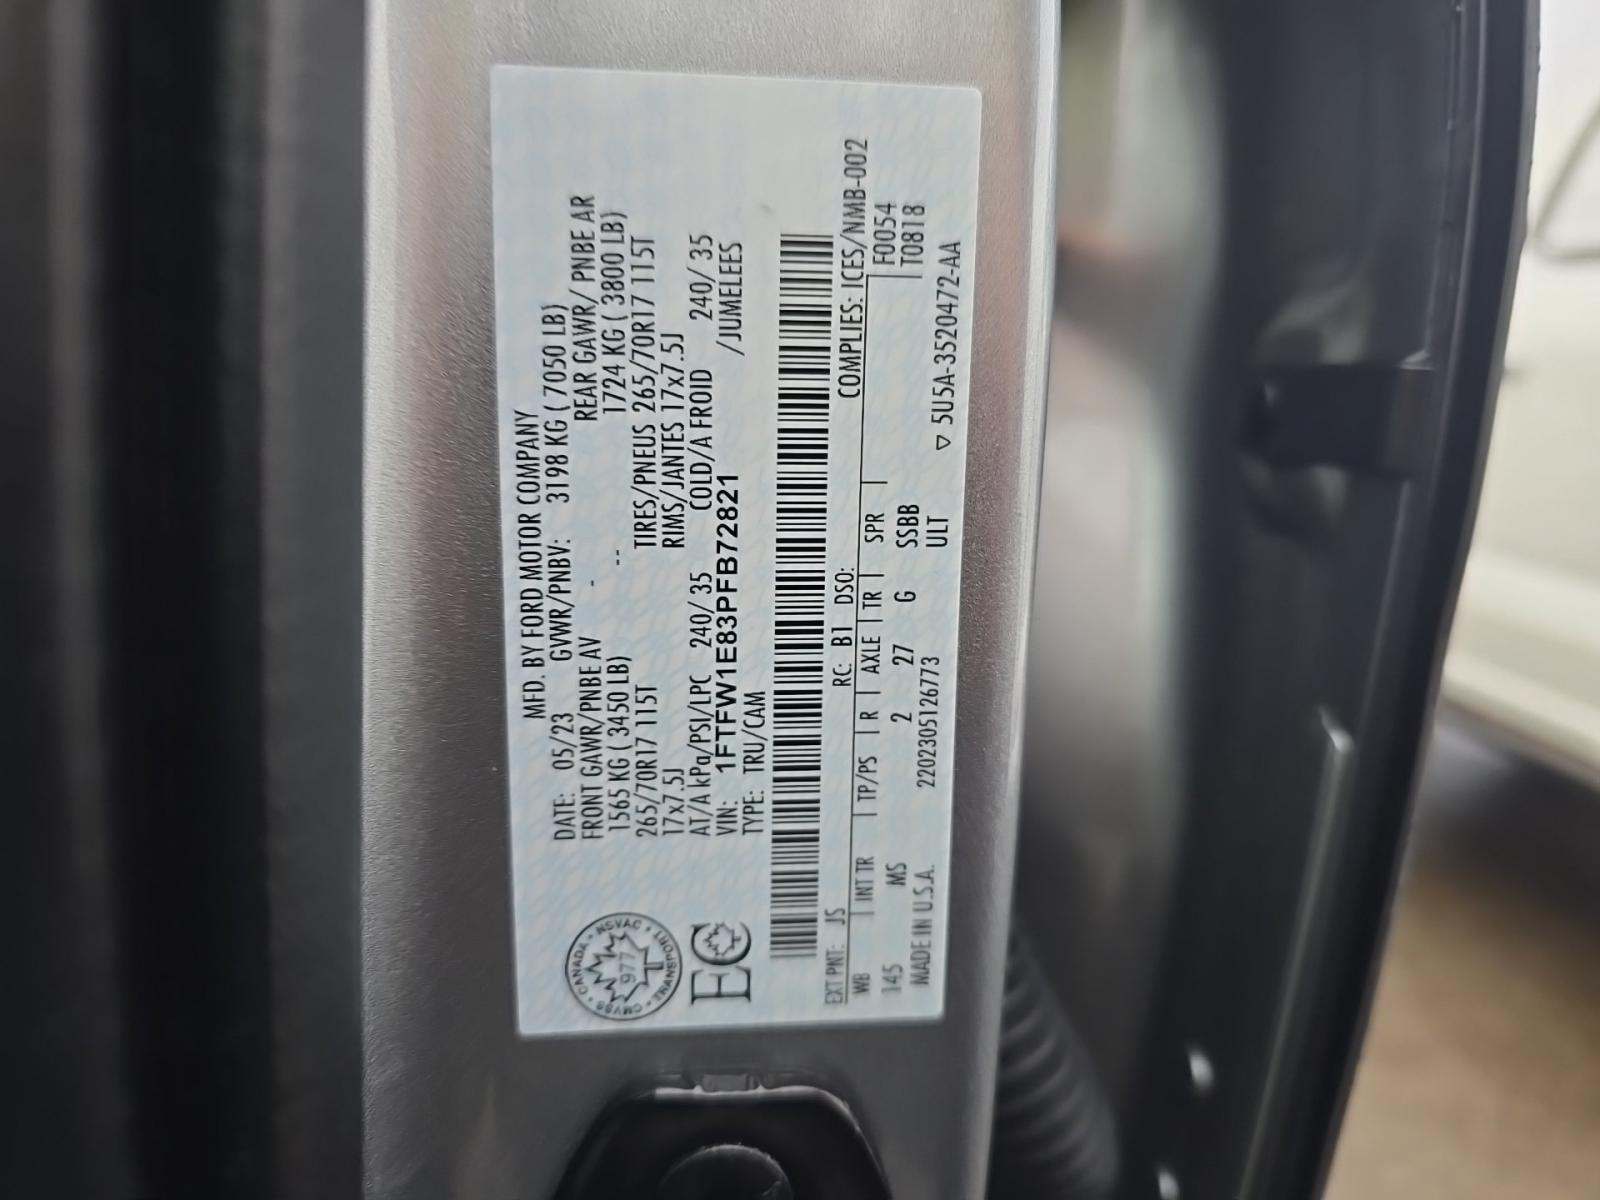 MFD. BY FORD MOTOR COMPANY
DATE: 05/23 GVWR/PNBV: 3198 KG ( 7050 LB)
FRONT GAWR/PNBE AV - REAR GAWR/ PNBE AR
1565 KG ( 3450 LB) -- 1724 KG ( 3800 LB)
265/70R17 115T TIRES/PNEUS 265/70R17 115T
17x7.5J RIMS/JANTES 17x7.5J
AT/A kPa/PSI/LPC 240/ 35 COLD/A FROID 240/ 35
VIN: 1FTFW1E83PFB72821 /JUMELEES
TYPE: TRU/CAM
CANADA • NSVAC • TRANSPORT • CMVSS
977
EC
EXT PNT: JS RC: B1 DSO: COMPLIES: ICES/NMB-002
WB | INT TR | TP/PS | R | AXLE | TR | SPR | F0054
145 MS 2 27 G SSBB T0818
MADE IN U.S.A. 2202305126773 ULT ▽ 5U5A-3520472-AA